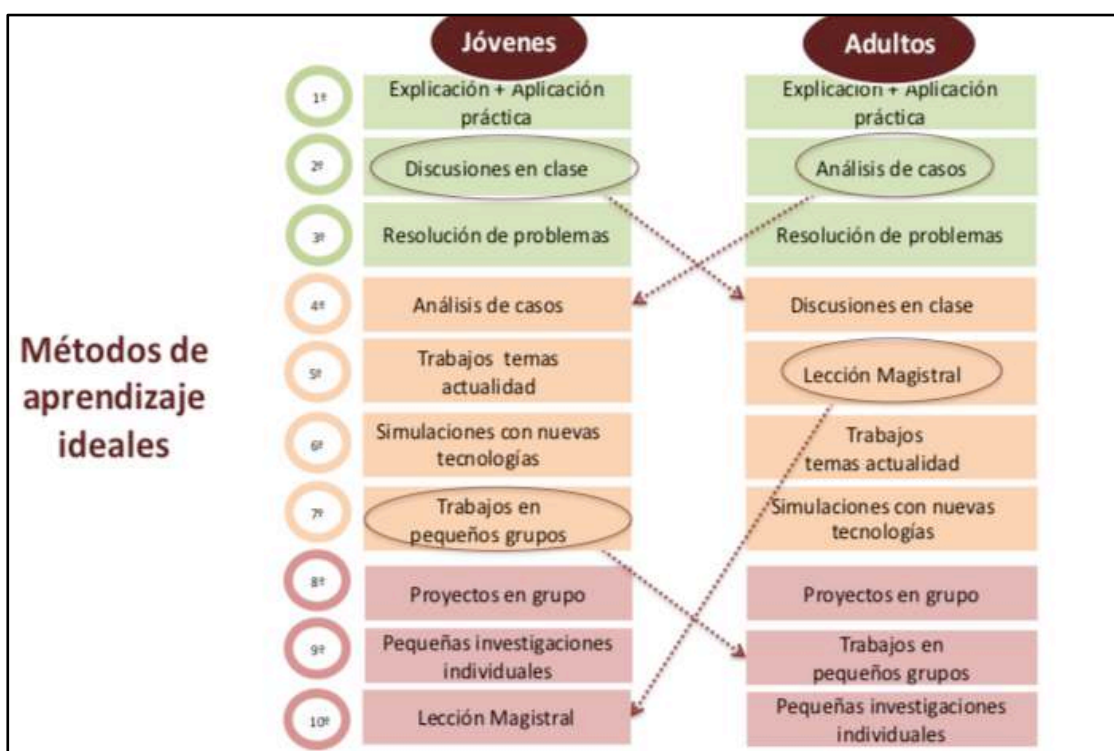 Jóvenes
Adultos
1º
Explicación + Aplicación
práctica
Explicación + Aplicación
práctica
2º
Discusiones en clase
Análisis de casos
3º
Resolución de problemas
Resolución de problemas
4º
Análisis de casos
Discusiones en clase
Métodos de
aprendizaje
ideales
5º
Trabajos temas
actualidad
Lección Magistral
6º
Simulaciones con nuevas
tecnologías
Trabajos
temas actualidad
7º
Trabajos en
pequeños grupos
Simulaciones con nuevas
tecnologías
8º
Proyectos en grupo
Proyectos en grupo
9º
Pequeñas investigaciones
individuales
Trabajos en
pequeños grupos
10º
Lección Magistral
Pequeñas investigaciones
individuales